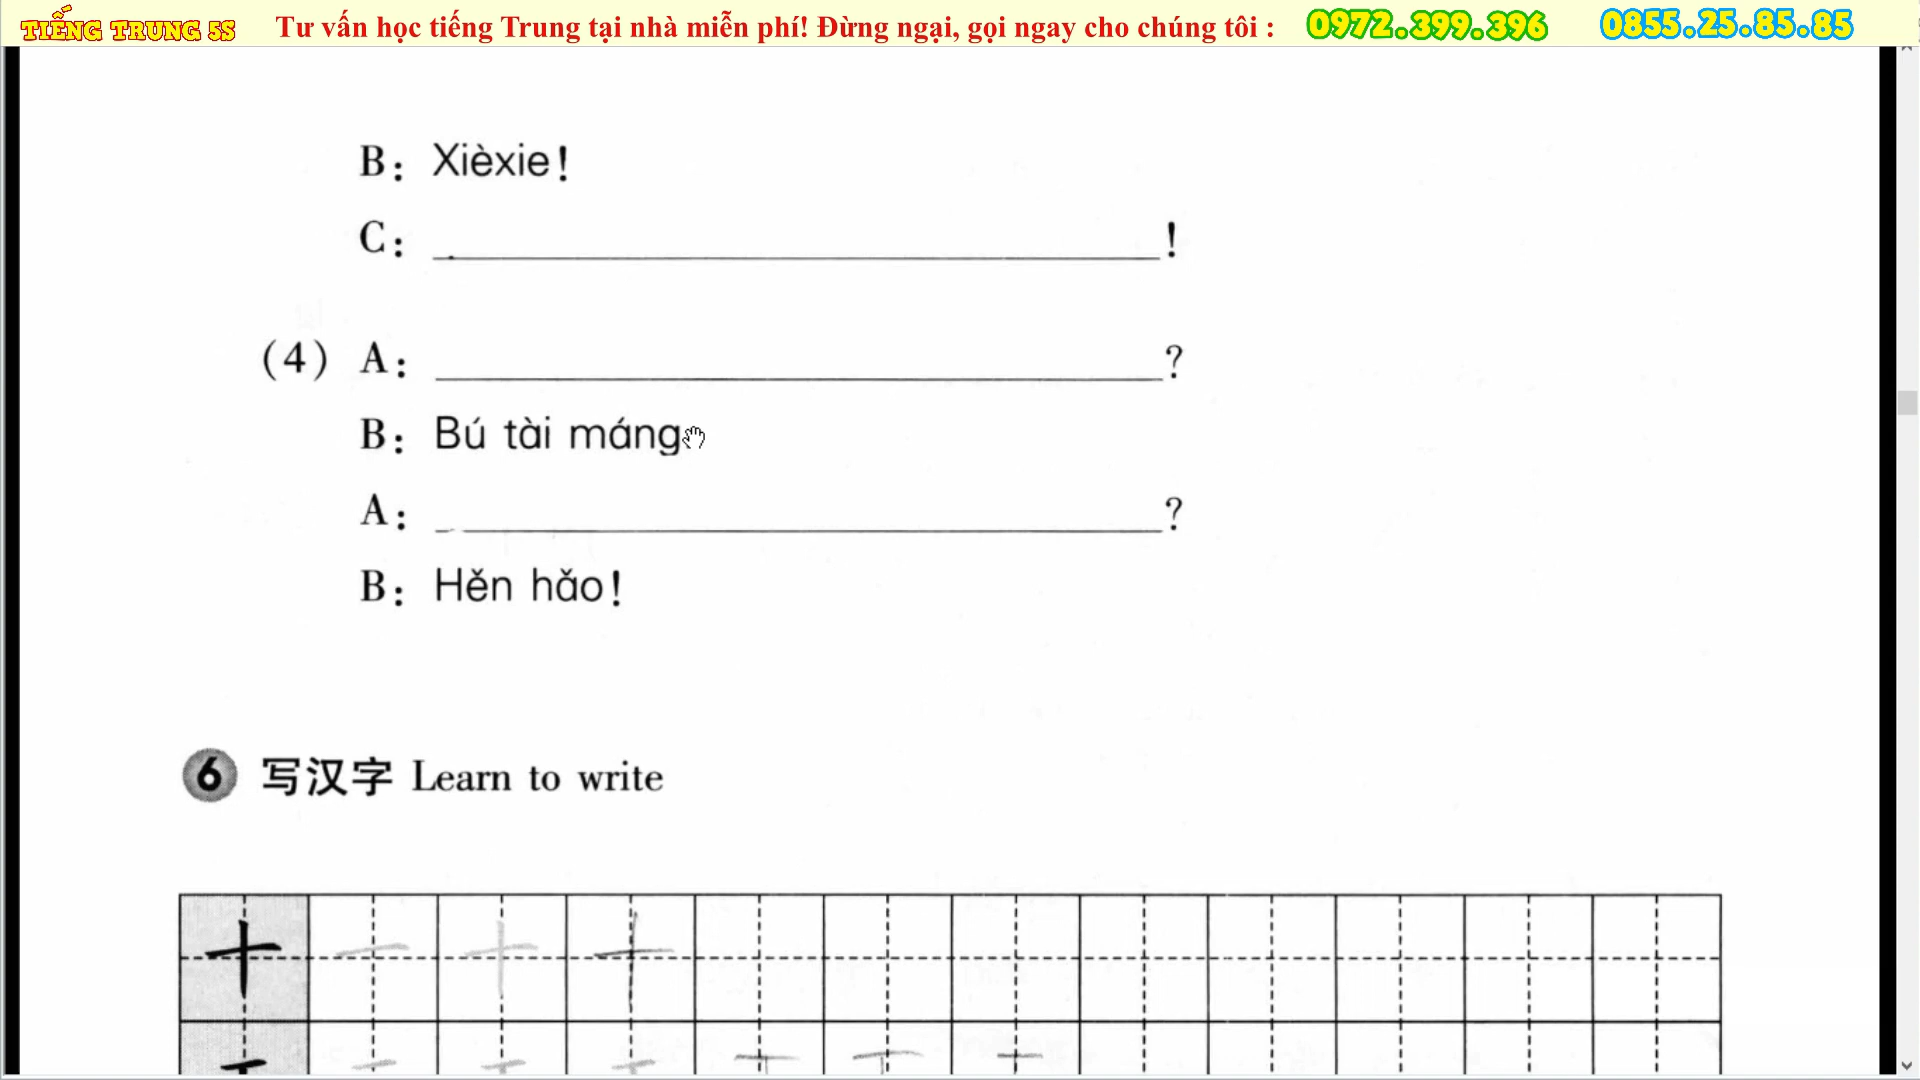 TIẾNG TRUNG 5S Tư vấn học tiếng Trung tại nhà miễn phí! Đừng ngại, gọi ngay cho chúng tôi : 0972.399.396 0855.25.85.85
B: Xièxie!
C: !
(4) A: ?
B: Bú tài máng
A: ?
B: Hěn hǎo!
6 写汉字 Learn to write
十 十 十